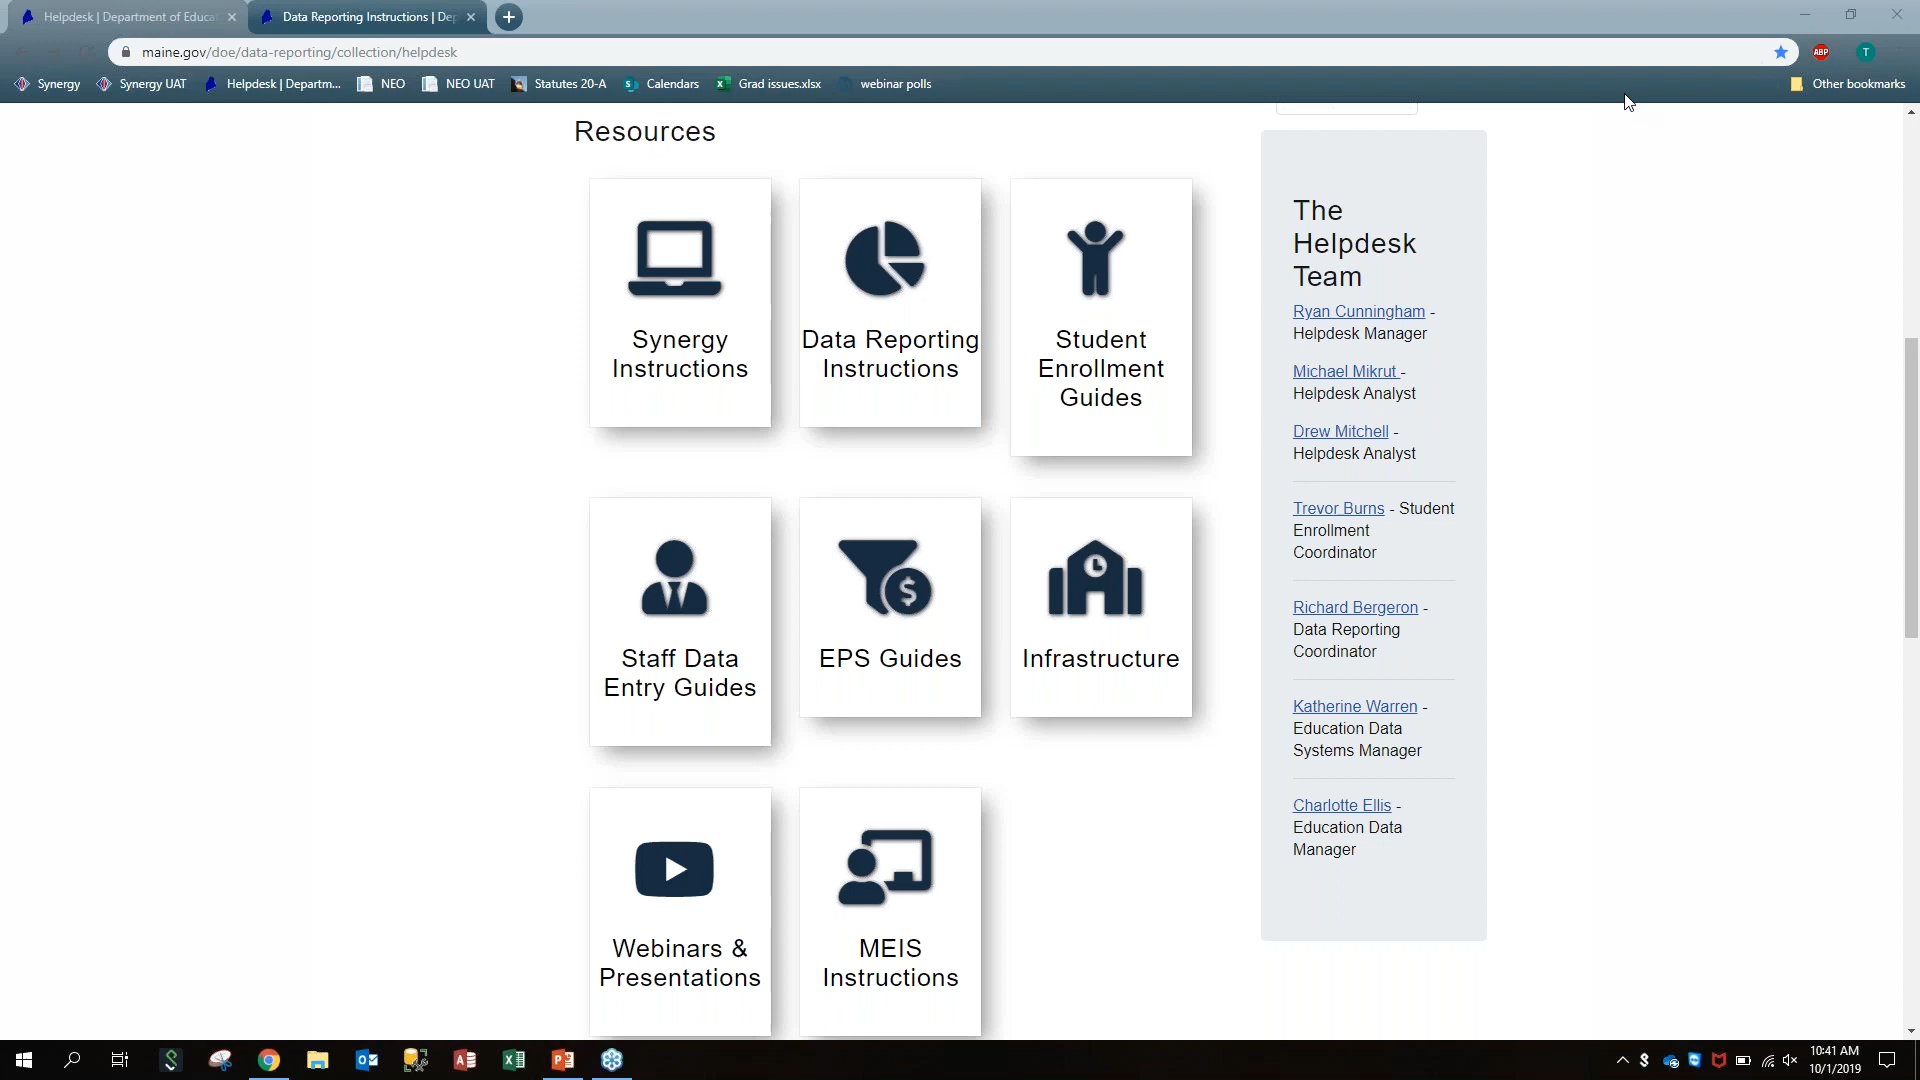 Helpdesk | Department of Educat
Data Reporting Instructions | Dep
maine.gov/doe/data-reporting/collection/helpdesk
ABP
T
Synergy
Synergy UAT
Helpdesk | Departm...
NEO
NEO UAT
Statutes 20-A
Calendars
Grad issues.xlsx
webinar polls
Other bookmarks
Resources
Synergy
Instructions
Data Reporting
Instructions
Student
Enrollment
Guides
Staff Data
Entry Guides
EPS Guides
Infrastructure
Webinars &
Presentations
MEIS
Instructions
The
Helpdesk
Team
Ryan Cunningham -
Helpdesk Manager
Michael Mikrut -
Helpdesk Analyst
Drew Mitchell -
Helpdesk Analyst
Trevor Burns - Student
Enrollment
Coordinator
Richard Bergeron -
Data Reporting
Coordinator
Katherine Warren -
Education Data
Systems Manager
Charlotte Ellis -
Education Data
Manager
10:41 AM
10/1/2019